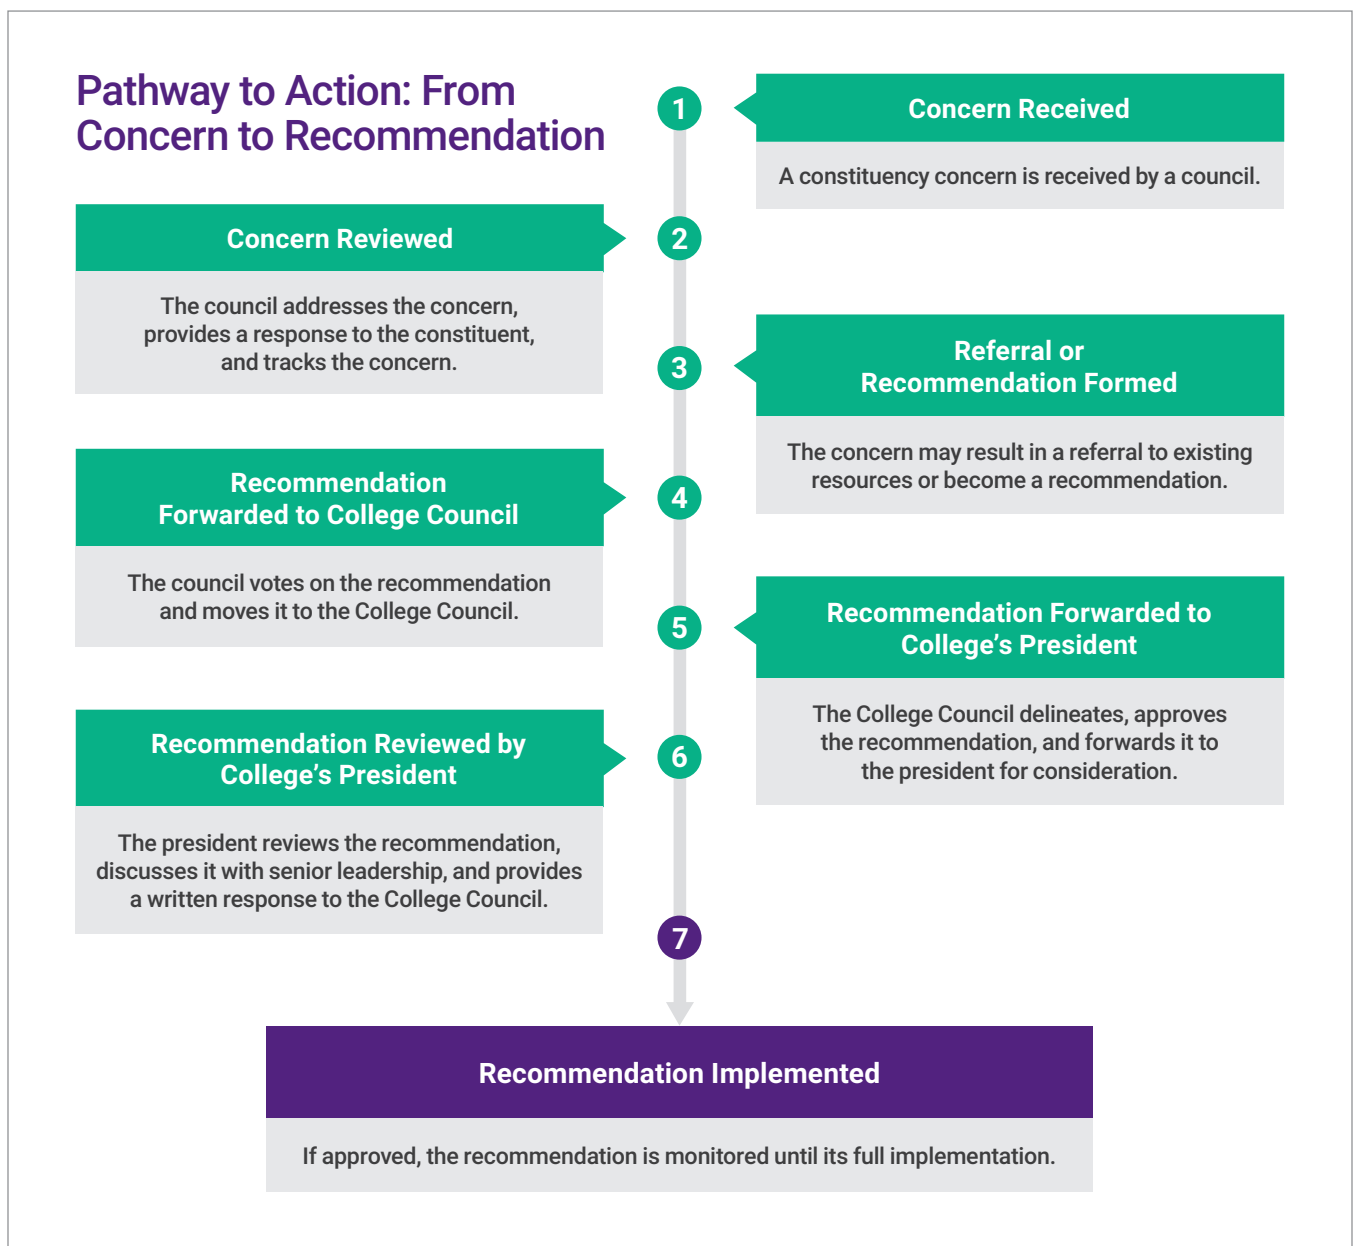 Pathway to Action: From
Concern to Recommendation
1
Concern Received
A constituency concern is received by a council.
2
Concern Reviewed
The council addresses the concern,
provides a response to the constituent,
and tracks the concern.
3
Referral or
Recommendation Formed
The concern may result in a referral to existing
resources or become a recommendation.
4
Recommendation
Forwarded to College Council
The council votes on the recommendation
and moves it to the College Council.
5
Recommendation Forwarded to
College’s President
The College Council delineates, approves
the recommendation, and forwards it to
the president for consideration.
6
Recommendation Reviewed by
College’s President
The president reviews the recommendation,
discusses it with senior leadership, and provides
a written response to the College Council.
7
Recommendation Implemented
If approved, the recommendation is monitored until its full implementation.